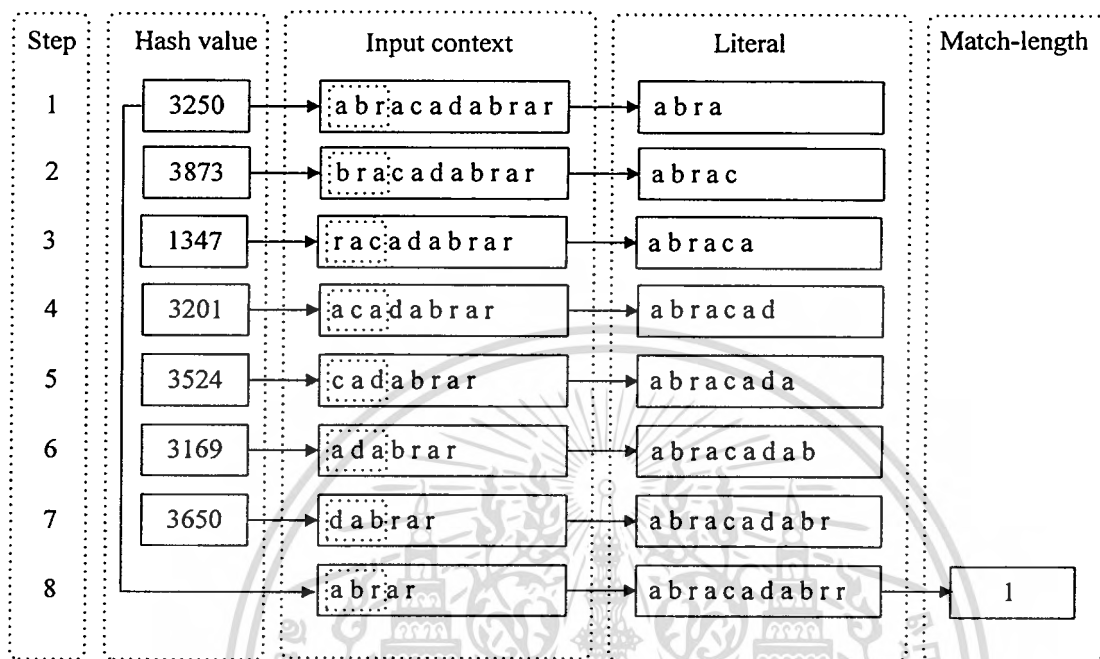 Step Hash value Input context Literal Match-length
1 3250 a b r a c a d a b r a r a b r a
2 3873 b r a c a d a b r a r a b r a c
3 1347 r a c a d a b r a r a b r a c a
4 3201 a c a d a b r a r a b r a c a d
5 3524 c a d a b r a r a b r a c a d a
6 3169 a d a b r a r a b r a c a d a b
7 3650 d a b r a r a b r a c a d a b r
8 a b r a r a b r a c a d a b r r 1